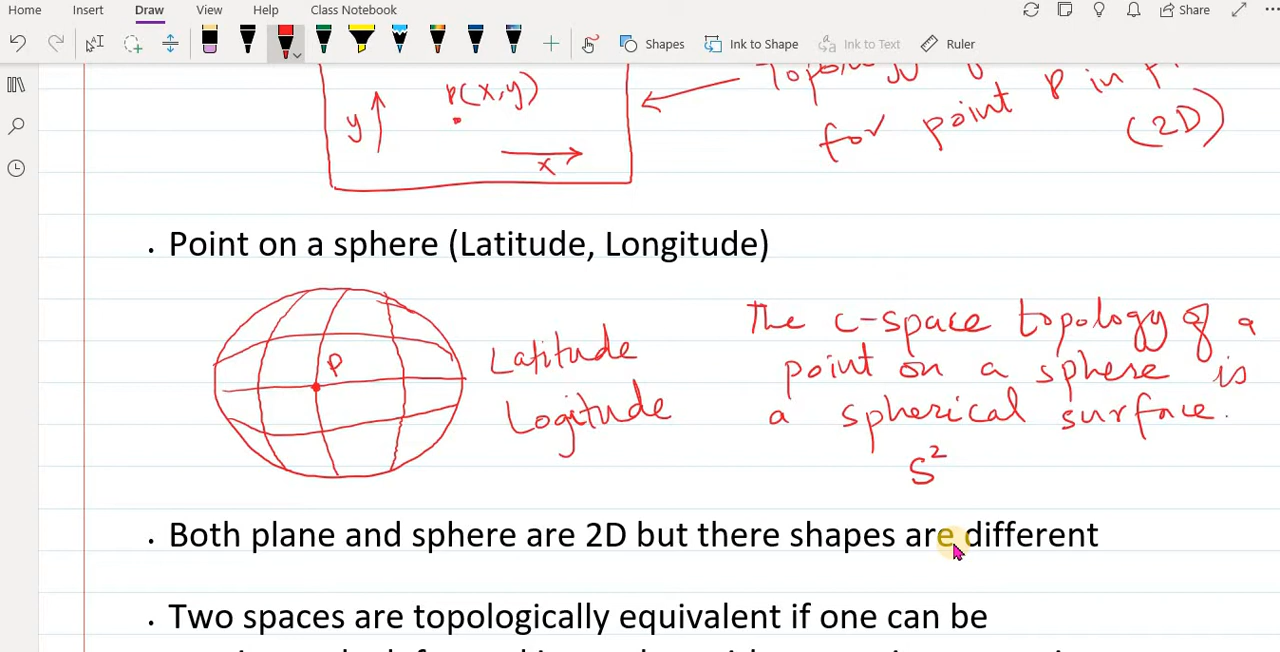 Home Insert Draw View Help Class Notebook Share
Shapes Ink to Shape Ink to Text Ruler
P(x,y)
y
x
for point P in
(2D)
• Point on a sphere (Latitude, Longitude)
P
Latitude
Logitude
The c-space topology of a
point on a sphere is
a spherical surface.
S²
• Both plane and sphere are 2D but there shapes are different
• Two spaces are topologically equivalent if one can be